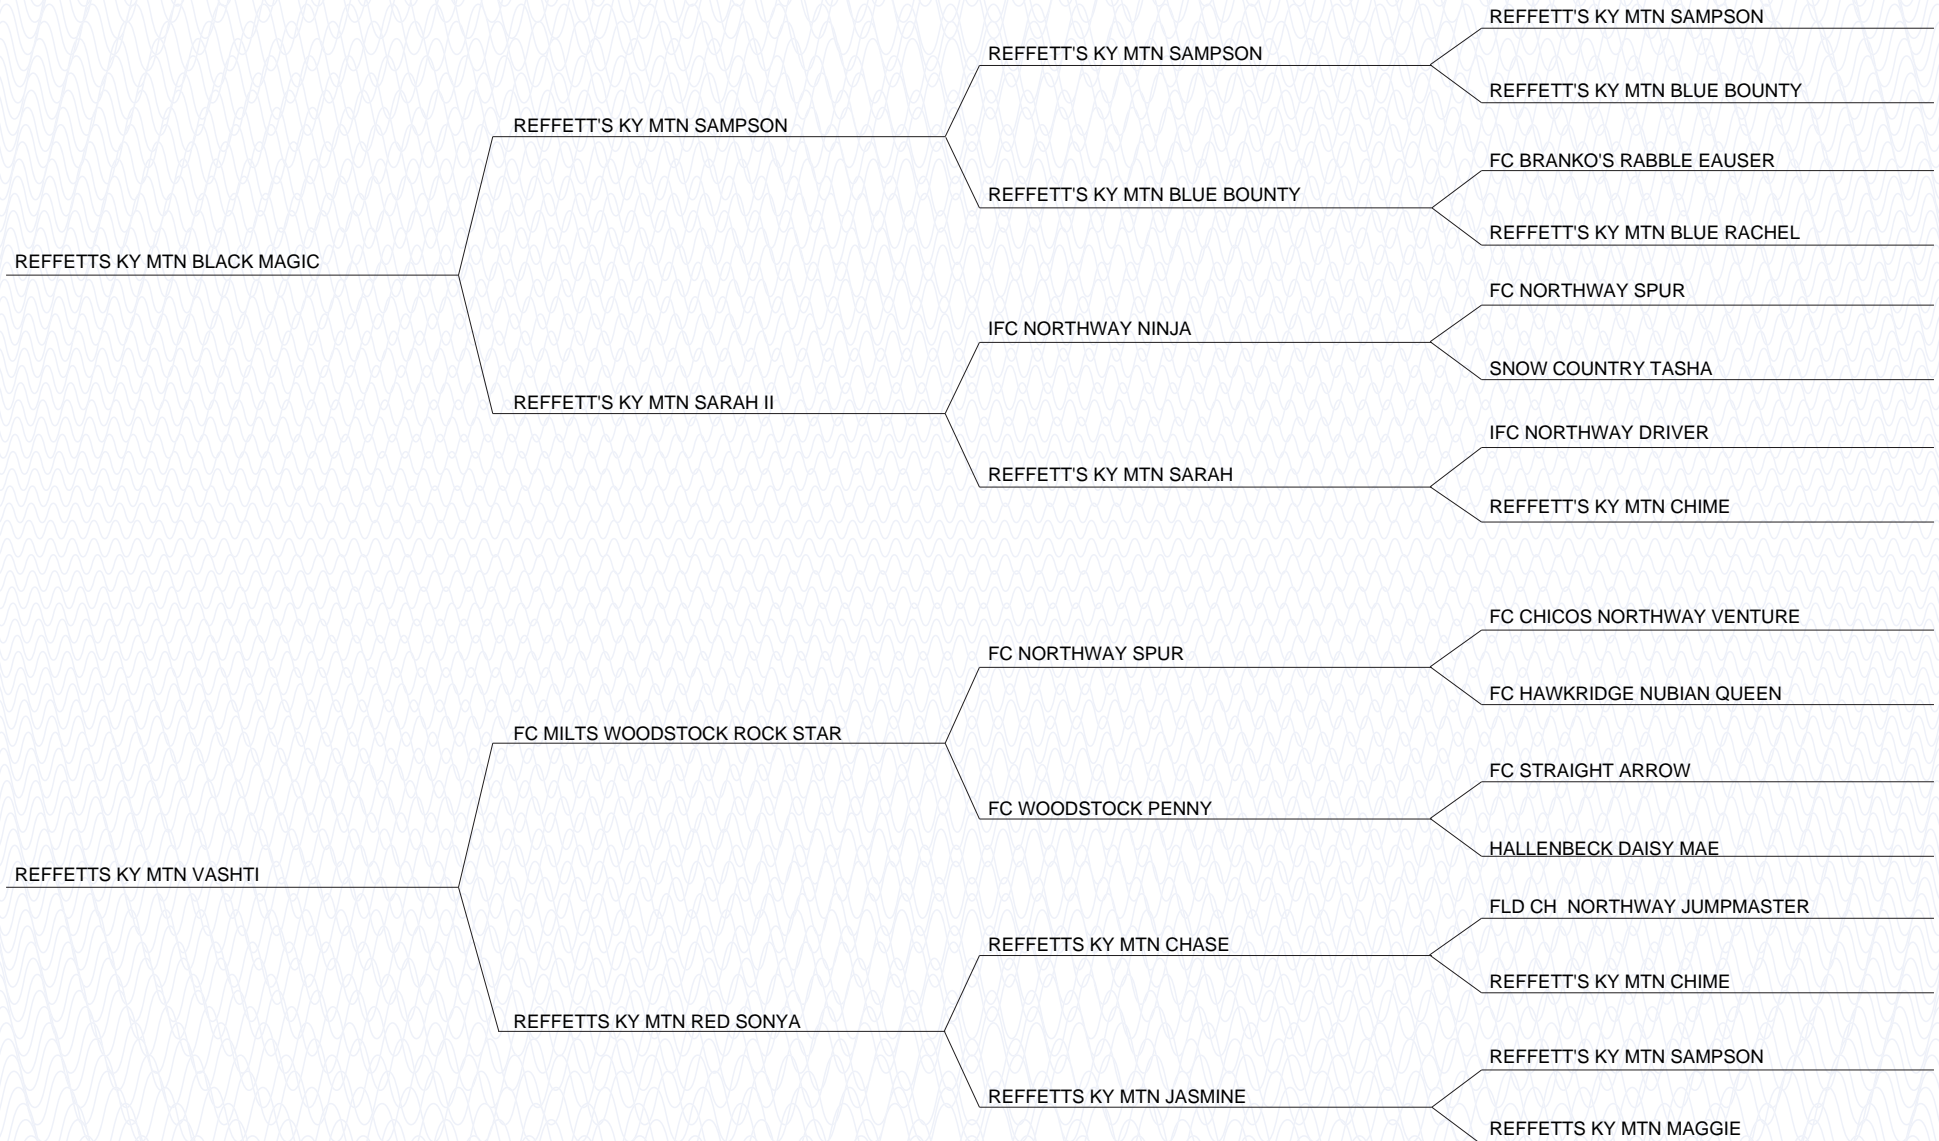 REFFETT'S KY MTN SAMPSON
REFFETT'S KY MTN SAMPSON
REFFETT'S KY MTN BLUE BOUNTY
REFFETT'S KY MTN SAMPSON
FC BRANKO'S RABBLE EAUSER
REFFETT'S KY MTN BLUE BOUNTY
REFFETT'S KY MTN BLUE RACHEL
REFFETTS KY MTN BLACK MAGIC
FC NORTHWAY SPUR
IFC NORTHWAY NINJA
SNOW COUNTRY TASHA
REFFETT'S KY MTN SARAH II
IFC NORTHWAY DRIVER
REFFETT'S KY MTN SARAH
REFFETT'S KY MTN CHIME
FC CHICOS NORTHWAY VENTURE
FC NORTHWAY SPUR
FC HAWKRIDGE NUBIAN QUEEN
FC MILTS WOODSTOCK ROCK STAR
FC STRAIGHT ARROW
FC WOODSTOCK PENNY
HALLENBECK DAISY MAE
REFFETTS KY MTN VASHTI
FLD CH  NORTHWAY JUMPMASTER
REFFETTS KY MTN CHASE
REFFETT'S KY MTN CHIME
REFFETTS KY MTN RED SONYA
REFFETT'S KY MTN SAMPSON
REFFETTS KY MTN JASMINE
REFFETTS KY MTN MAGGIE